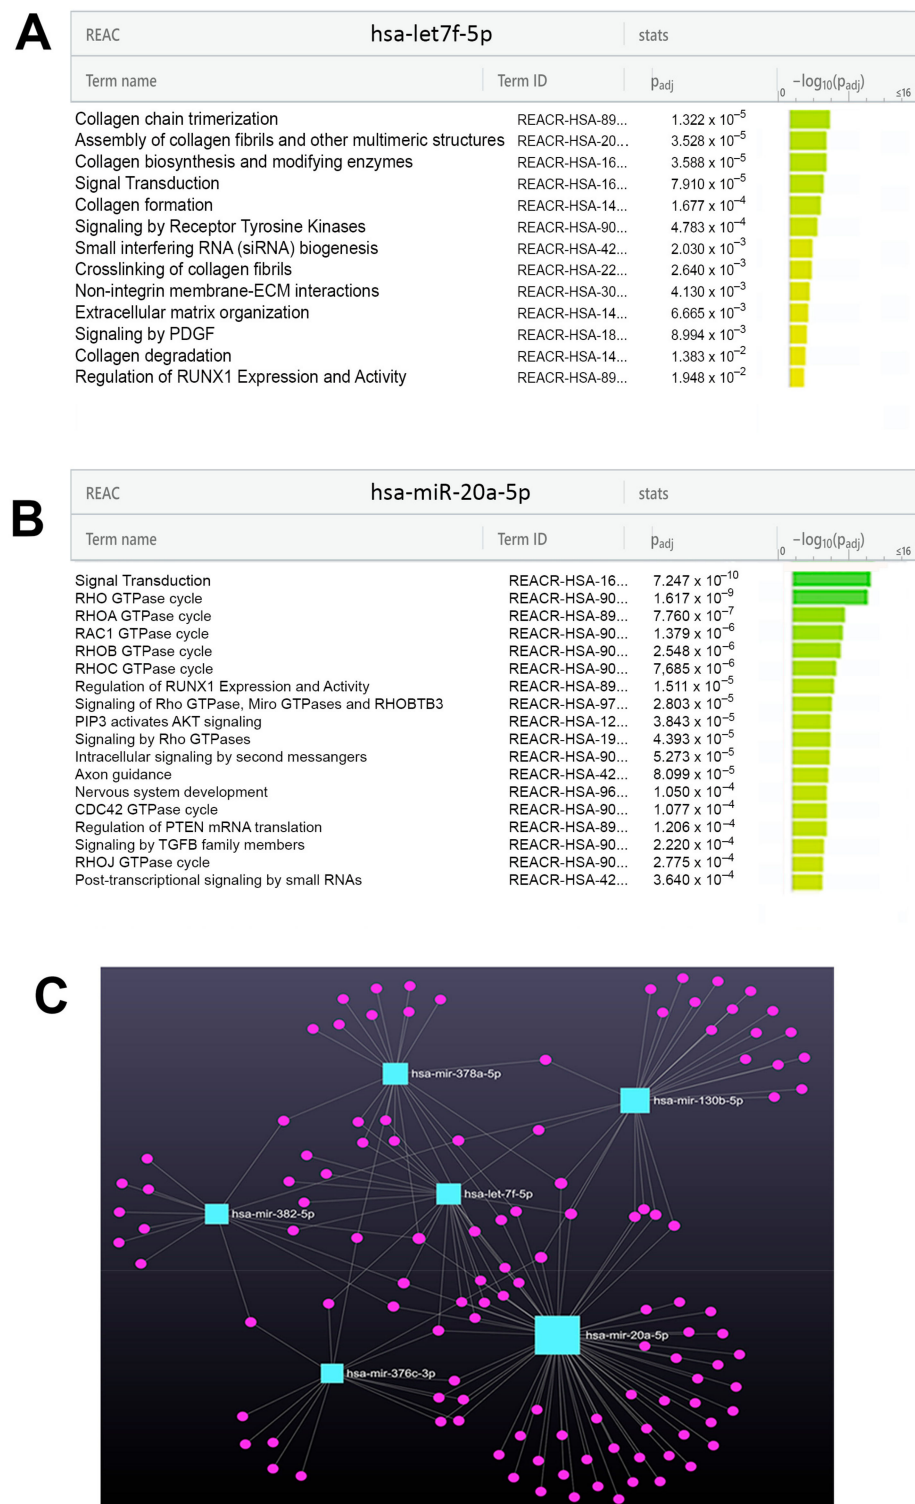 A
REAC hsa-let7f-5p stats
Term name Term ID padj −log10(padj)
0 ≤16
Collagen chain trimerization REACR-HSA-89... 1.322 x 10⁻⁵
Assembly of collagen fibrils and other multimeric structures REACR-HSA-20... 3.528 x 10⁻⁵
Collagen biosynthesis and modifying enzymes REACR-HSA-16... 3.588 x 10⁻⁵
Signal Transduction REACR-HSA-16... 7.910 x 10⁻⁵
Collagen formation REACR-HSA-14... 1.677 x 10⁻⁴
Signaling by Receptor Tyrosine Kinases REACR-HSA-90... 4.783 x 10⁻⁴
Small interfering RNA (siRNA) biogenesis REACR-HSA-42... 2.030 x 10⁻³
Crosslinking of collagen fibrils REACR-HSA-22... 2.640 x 10⁻³
Non-integrin membrane-ECM interactions REACR-HSA-30... 4.130 x 10⁻³
Extracellular matrix organization REACR-HSA-14... 6.665 x 10⁻³
Signaling by PDGF REACR-HSA-18... 8.994 x 10⁻³
Collagen degradation REACR-HSA-14... 1.383 x 10⁻²
Regulation of RUNX1 Expression and Activity REACR-HSA-89... 1.948 x 10⁻²
B
REAC hsa-miR-20a-5p stats
Term name Term ID padj −log10(padj)
0 ≤16
Signal Transduction REACR-HSA-16... 7.247 x 10⁻¹⁰
RHO GTPase cycle REACR-HSA-90... 1.617 x 10⁻⁹
RHOA GTPase cycle REACR-HSA-89... 7.760 x 10⁻⁷
RAC1 GTPase cycle REACR-HSA-90... 1.379 x 10⁻⁶
RHOB GTPase cycle REACR-HSA-90... 2.548 x 10⁻⁶
RHOC GTPase cycle REACR-HSA-90... 7,685 x 10⁻⁶
Regulation of RUNX1 Expression and Activity REACR-HSA-89... 1.511 x 10⁻⁵
Signaling of Rho GTPase, Miro GTPases and RHOBTB3 REACR-HSA-97... 2.803 x 10⁻⁵
PIP3 activates AKT signaling REACR-HSA-12... 3.843 x 10⁻⁵
Signaling by Rho GTPases REACR-HSA-19... 4.393 x 10⁻⁵
Intracellular signaling by second messangers REACR-HSA-90... 5.273 x 10⁻⁵
Axon guidance REACR-HSA-42... 8.099 x 10⁻⁵
Nervous system development REACR-HSA-96... 1.050 x 10⁻⁴
CDC42 GTPase cycle REACR-HSA-90... 1.077 x 10⁻⁴
Regulation of PTEN mRNA translation REACR-HSA-89... 1.206 x 10⁻⁴
Signaling by TGFB family members REACR-HSA-90... 2.220 x 10⁻⁴
RHOJ GTPase cycle REACR-HSA-90... 2.775 x 10⁻⁴
Post-transcriptional signaling by small RNAs REACR-HSA-42... 3.640 x 10⁻⁴
C
hsa-mir-378a-5p
hsa-mir-130b-5p
hsa-let-7f-5p
hsa-mir-382-5p
hsa-mir-20a-5p
hsa-mir-376c-3p